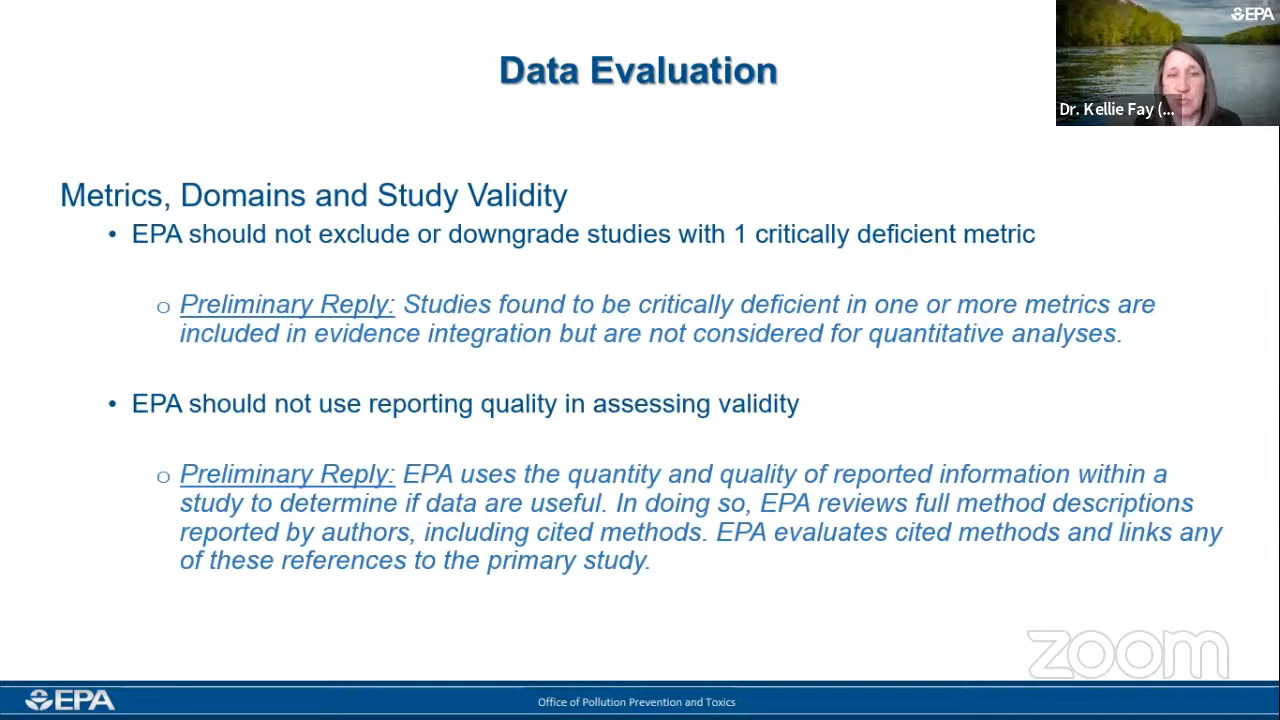 EPA
Data Evaluation
Dr. Kellie Fay (...
Metrics, Domains and Study Validity
• EPA should not exclude or downgrade studies with 1 critically deficient metric
o Preliminary Reply: Studies found to be critically deficient in one or more metrics are
included in evidence integration but are not considered for quantitative analyses.
• EPA should not use reporting quality in assessing validity
o Preliminary Reply: EPA uses the quantity and quality of reported information within a
study to determine if data are useful. In doing so, EPA reviews full method descriptions
reported by authors, including cited methods. EPA evaluates cited methods and links any
of these references to the primary study.
zoom
EPA
Office of Pollution Prevention and Toxics